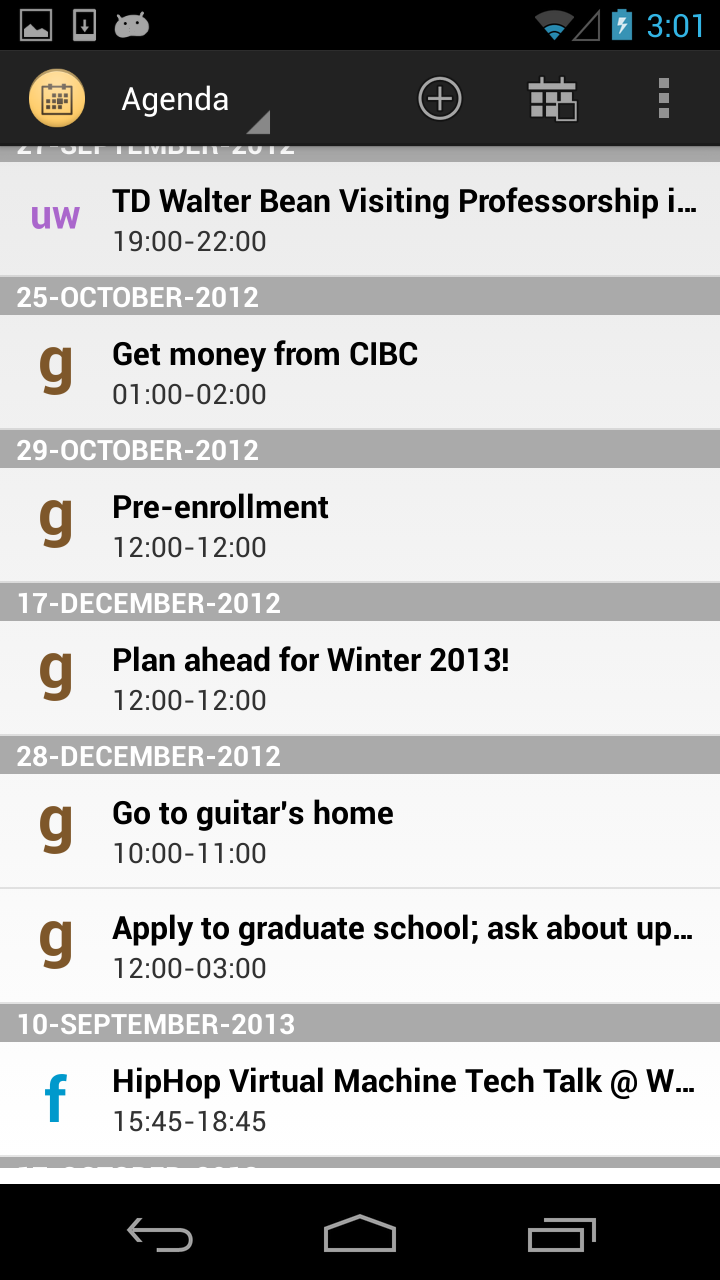 3:01
Agenda
27-SEPTEMBER-2012
uw
TD Walter Bean Visiting Professorship i…
19:00-22:00
25-OCTOBER-2012
g
Get money from CIBC
01:00-02:00
29-OCTOBER-2012
g
Pre-enrollment
12:00-12:00
17-DECEMBER-2012
g
Plan ahead for Winter 2013!
12:00-12:00
28-DECEMBER-2012
g
Go to guitar's home
10:00-11:00
g
Apply to graduate school; ask about up…
12:00-03:00
10-SEPTEMBER-2013
f
HipHop Virtual Machine Tech Talk @ W…
15:45-18:45